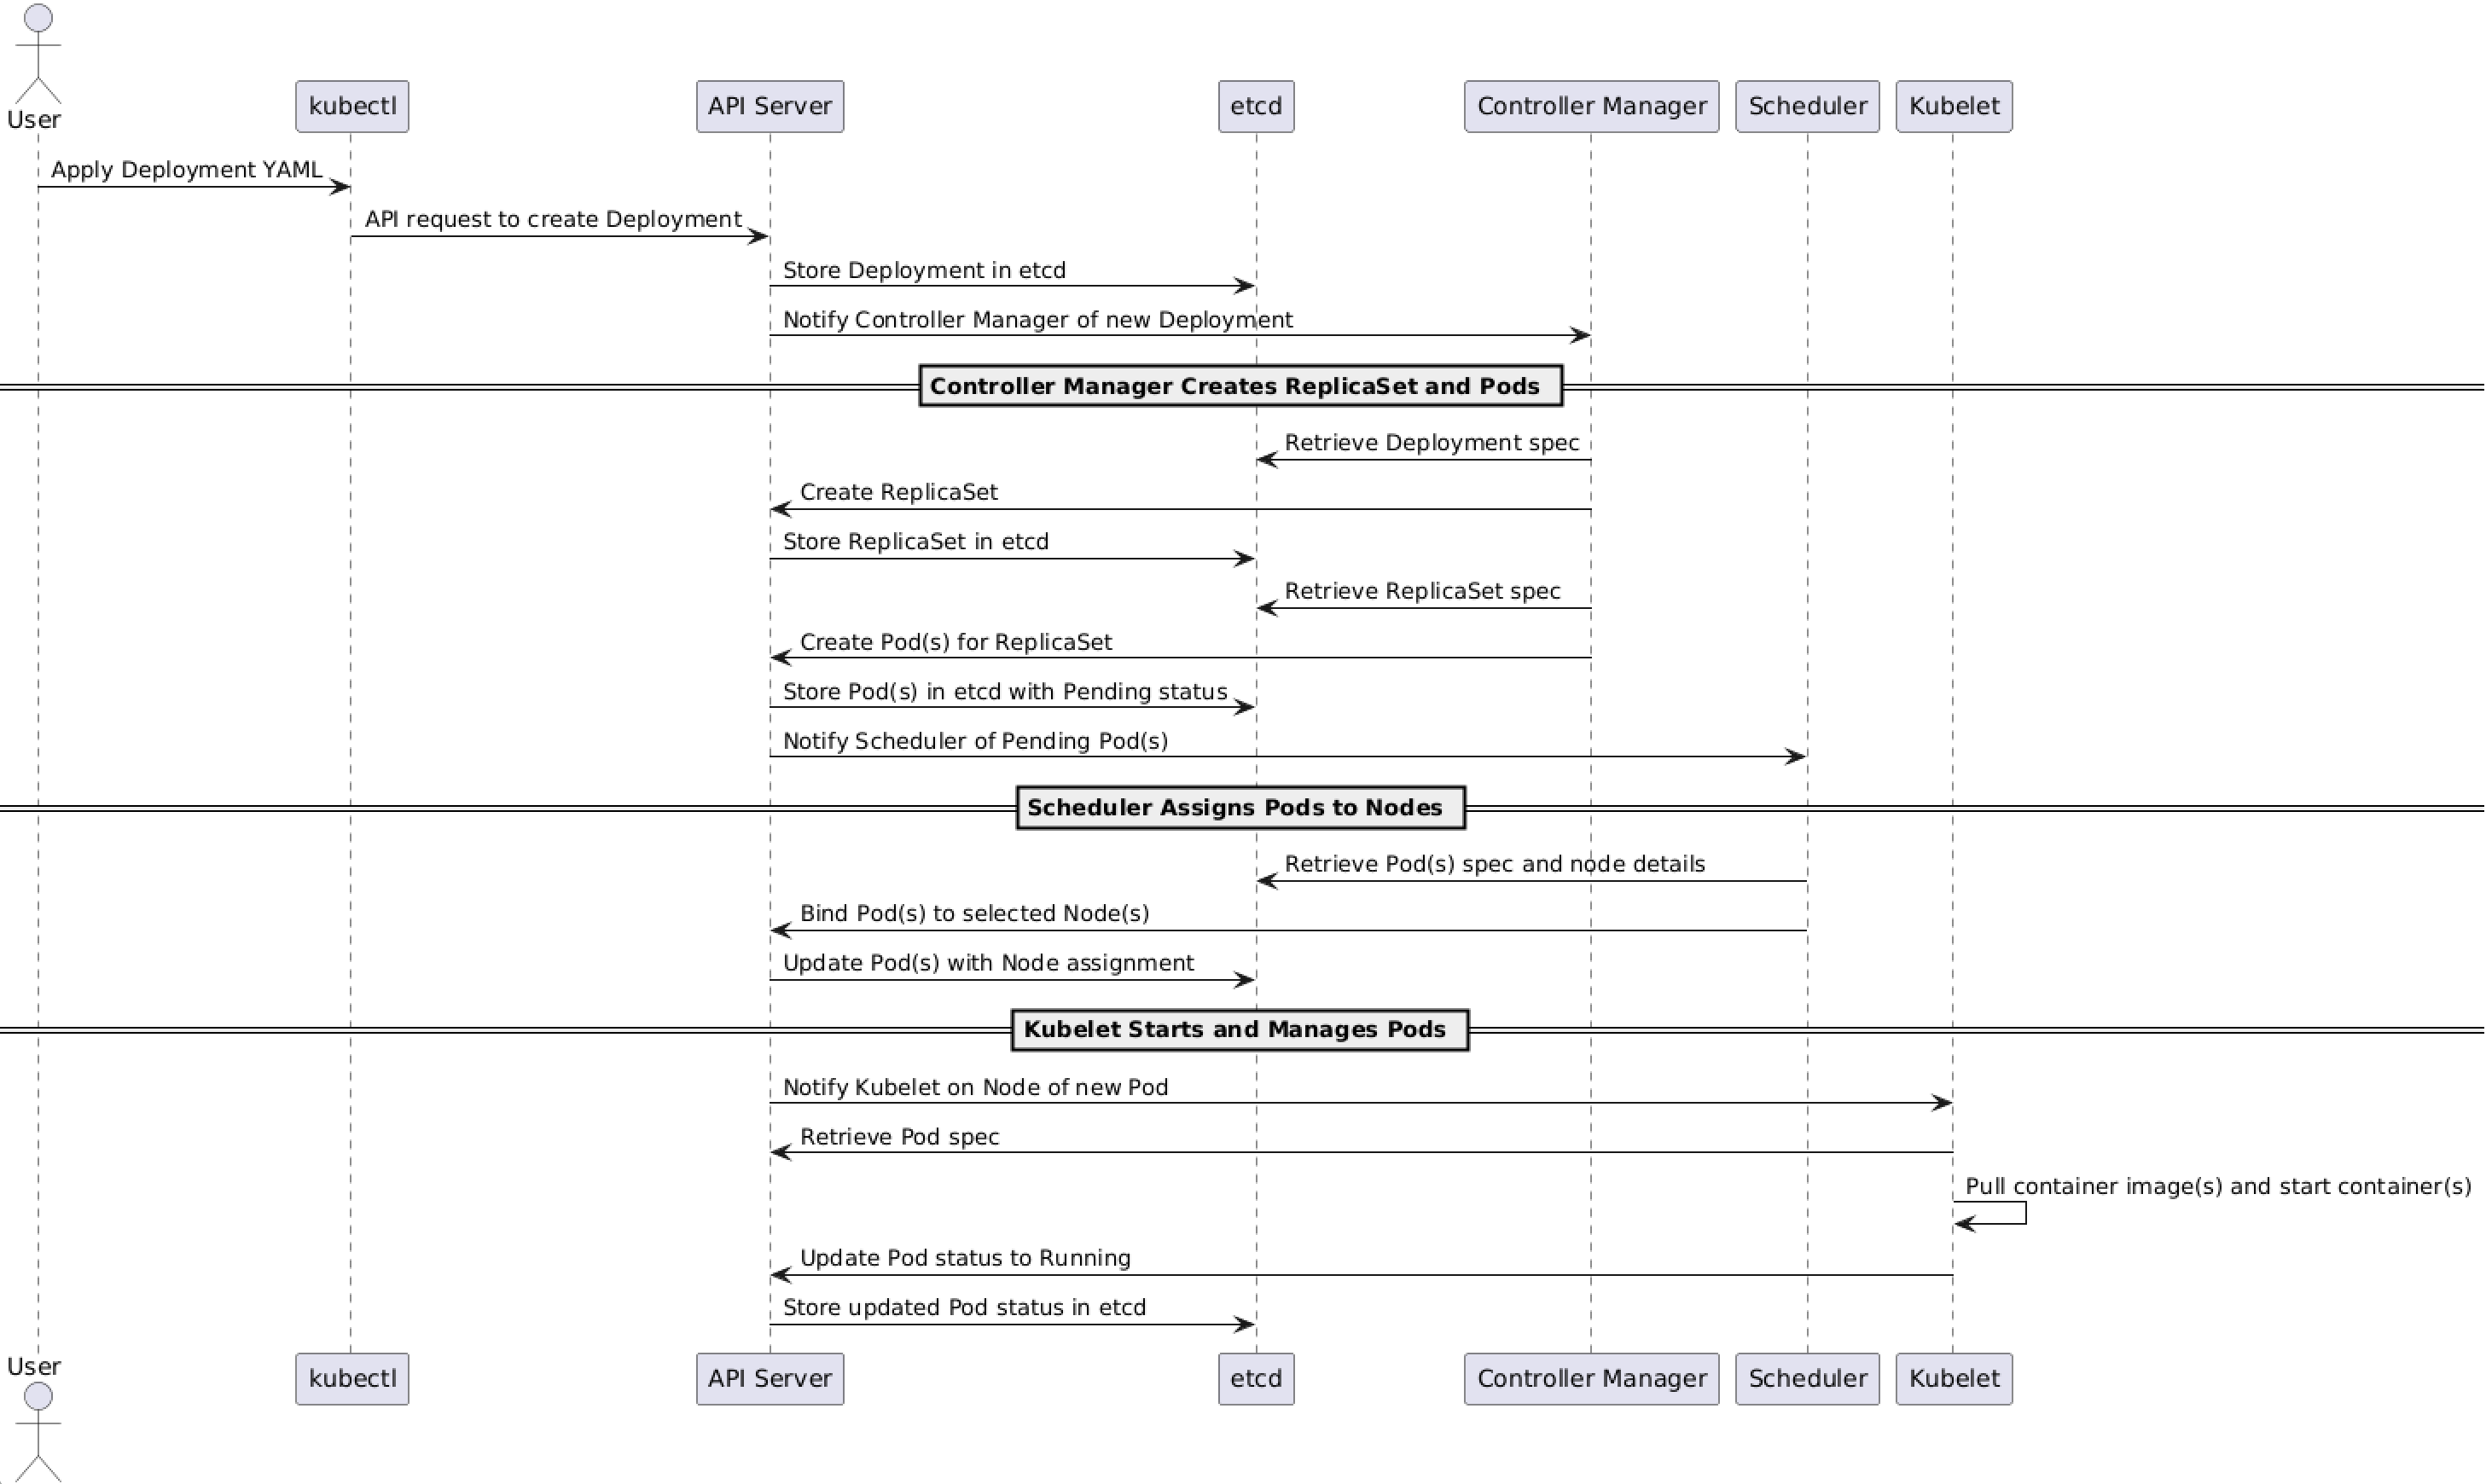 User
kubectl
API Server
etcd
Controller Manager
Scheduler
Kubelet
Apply Deployment YAML
API request to create Deployment
Store Deployment in etcd
Notify Controller Manager of new Deployment
Controller Manager Creates ReplicaSet and Pods
Retrieve Deployment spec
Create ReplicaSet
Store ReplicaSet in etcd
Retrieve ReplicaSet spec
Create Pod(s) for ReplicaSet
Store Pod(s) in etcd with Pending status
Notify Scheduler of Pending Pod(s)
Scheduler Assigns Pods to Nodes
Retrieve Pod(s) spec and node details
Bind Pod(s) to selected Node(s)
Update Pod(s) with Node assignment
Kubelet Starts and Manages Pods
Notify Kubelet on Node of new Pod
Retrieve Pod spec
Pull container image(s) and start container(s)
Update Pod status to Running
Store updated Pod status in etcd
User
kubectl
API Server
etcd
Controller Manager
Scheduler
Kubelet